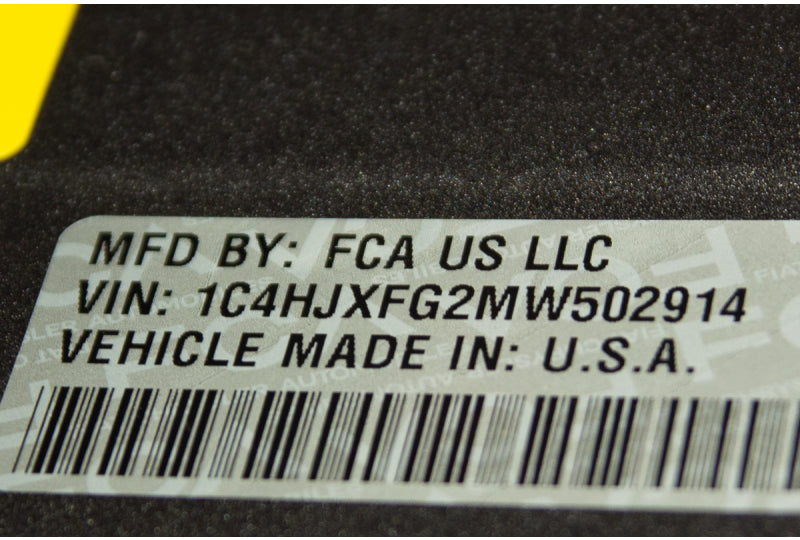 MFD BY: FCA US LLC
VIN: 1C4HJXFG2MW502914
VEHICLE MADE IN: U.S.A.